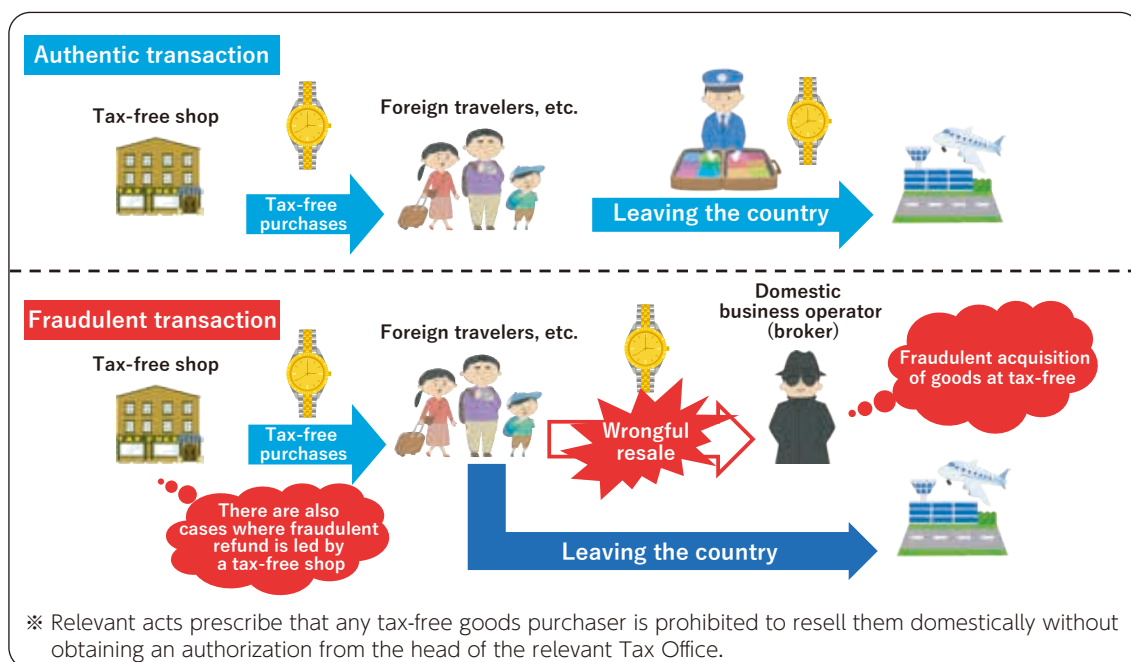 Authentic transaction
Tax-free shop
Foreign travelers, etc.
Tax-free
purchases
Leaving the country
Fraudulent transaction
Tax-free shop
Foreign travelers, etc.
Domestic
business operator
(broker)
Fraudulent acquisition
of goods at tax-free
Tax-free
purchases
Wrongful
resale
There are also
cases where fraudulent
refund is led by
a tax-free shop
Leaving the country
※ Relevant acts prescribe that any tax-free goods purchaser is prohibited to resell them domestically without
obtaining an authorization from the head of the relevant Tax Office.